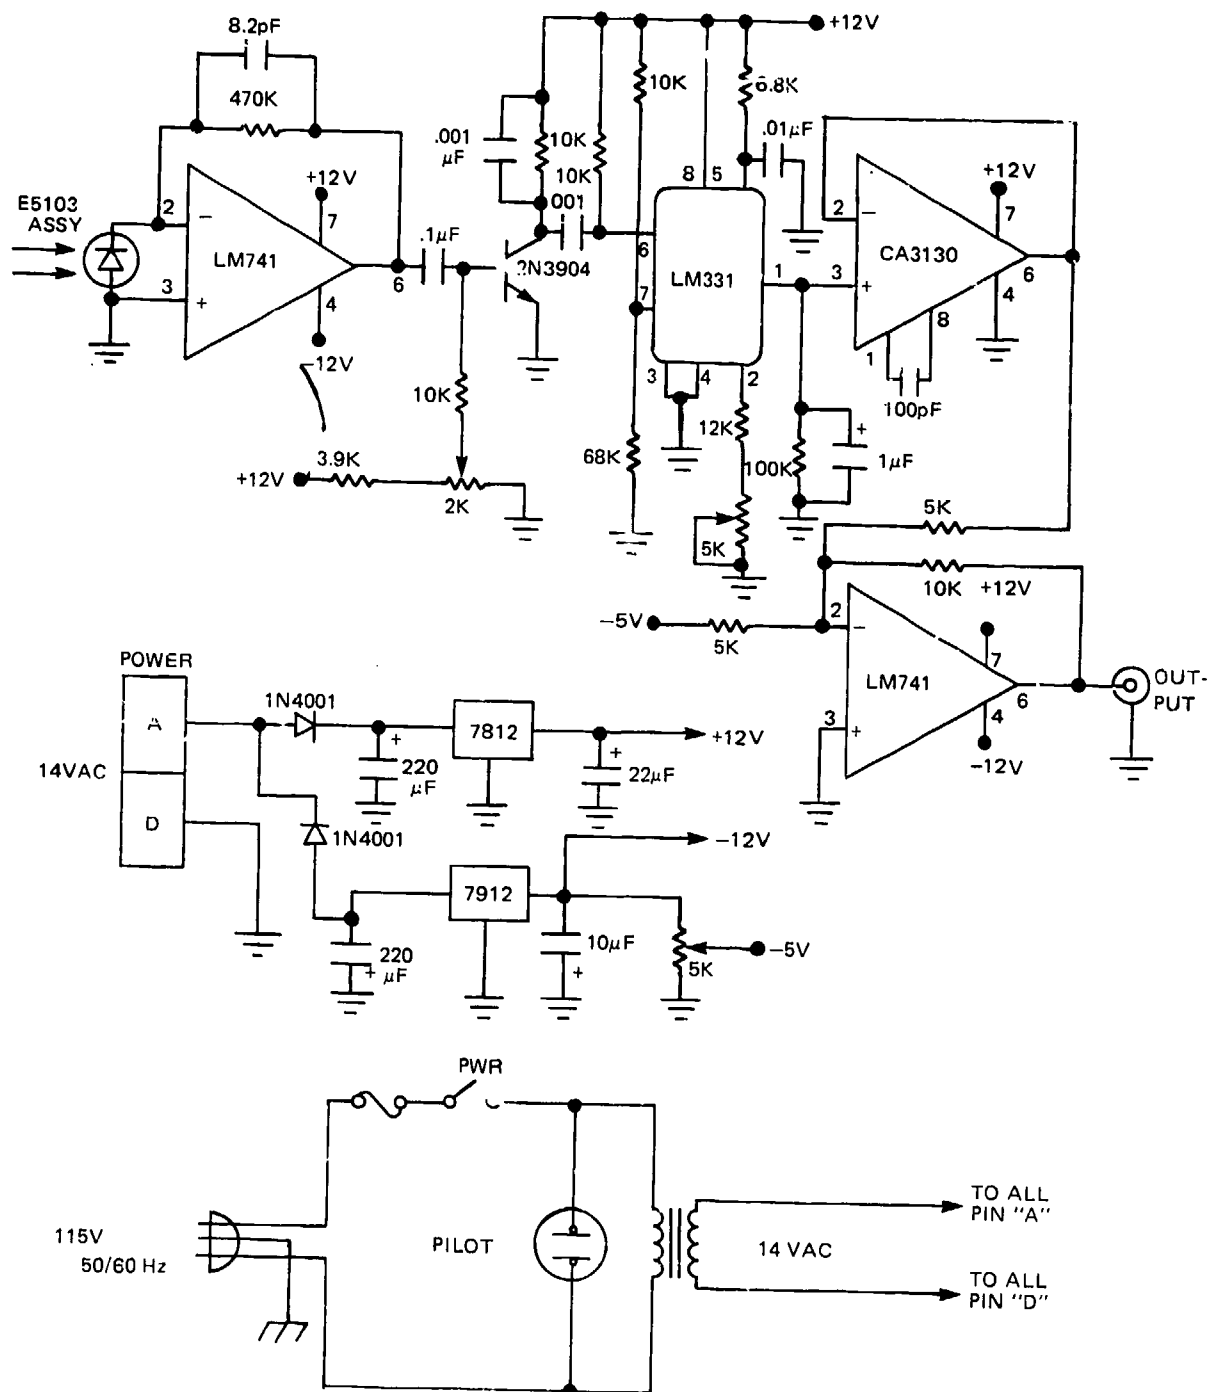 8.2pF
470K
E5103
ASSY
2
3
−
+
LM741
+12V
7
4
−12V
6
.1μF
10K
+12V
3.9K
2K
.001
μF
10K
10K
001
2N3904
+12V
10K
6.8K
.01μF
8
5
6
7
LM331
1
3
4
2
68K
12K
5K
100K
+
1μF
2
−
3
+
CA3130
+12V
7
6
4
8
1
100pF
5K
10K
+12V
−5V
5K
2
−
3
+
LM741
7
6
4
−12V
OUT-
PUT
POWER
A
D
14VAC
1N4001
1N4001
+
220
μF
7812
+
22μF
+12V
−12V
7912
220
+ μF
10μF
+
5K
−5V
PWR
115V
50/60 Hz
PILOT
14 VAC
TO ALL
PIN "A"
TO ALL
PIN "D"